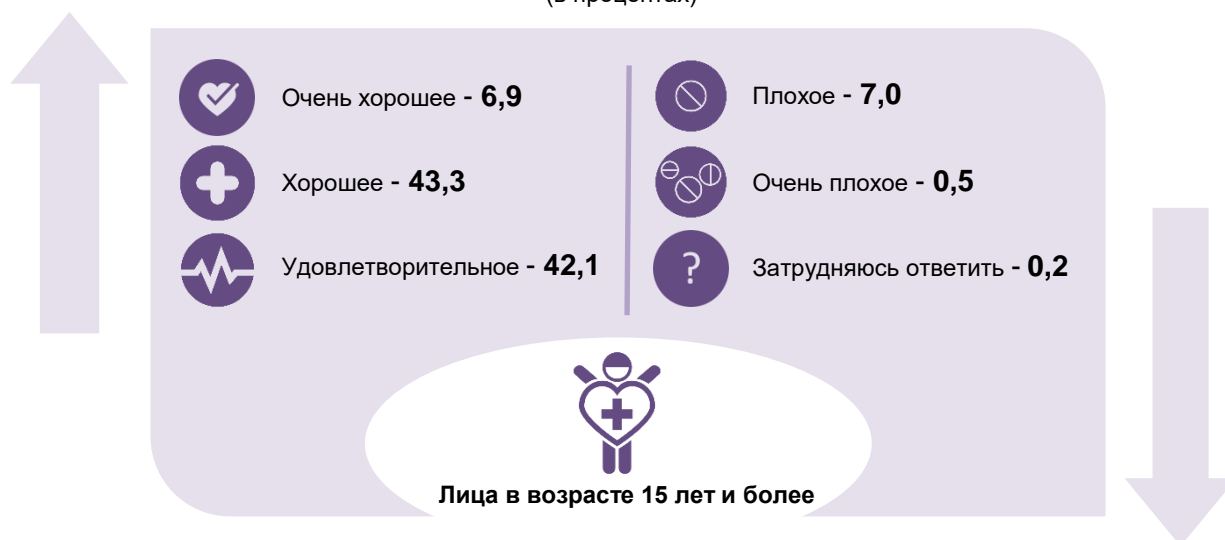 (в процентах)
Очень хорошее - 6,9
Хорошее - 43,3
Удовлетворительное - 42,1
Плохое - 7,0
Очень плохое - 0,5
? Затрудняюсь ответить - 0,2
Лица в возрасте 15 лет и более